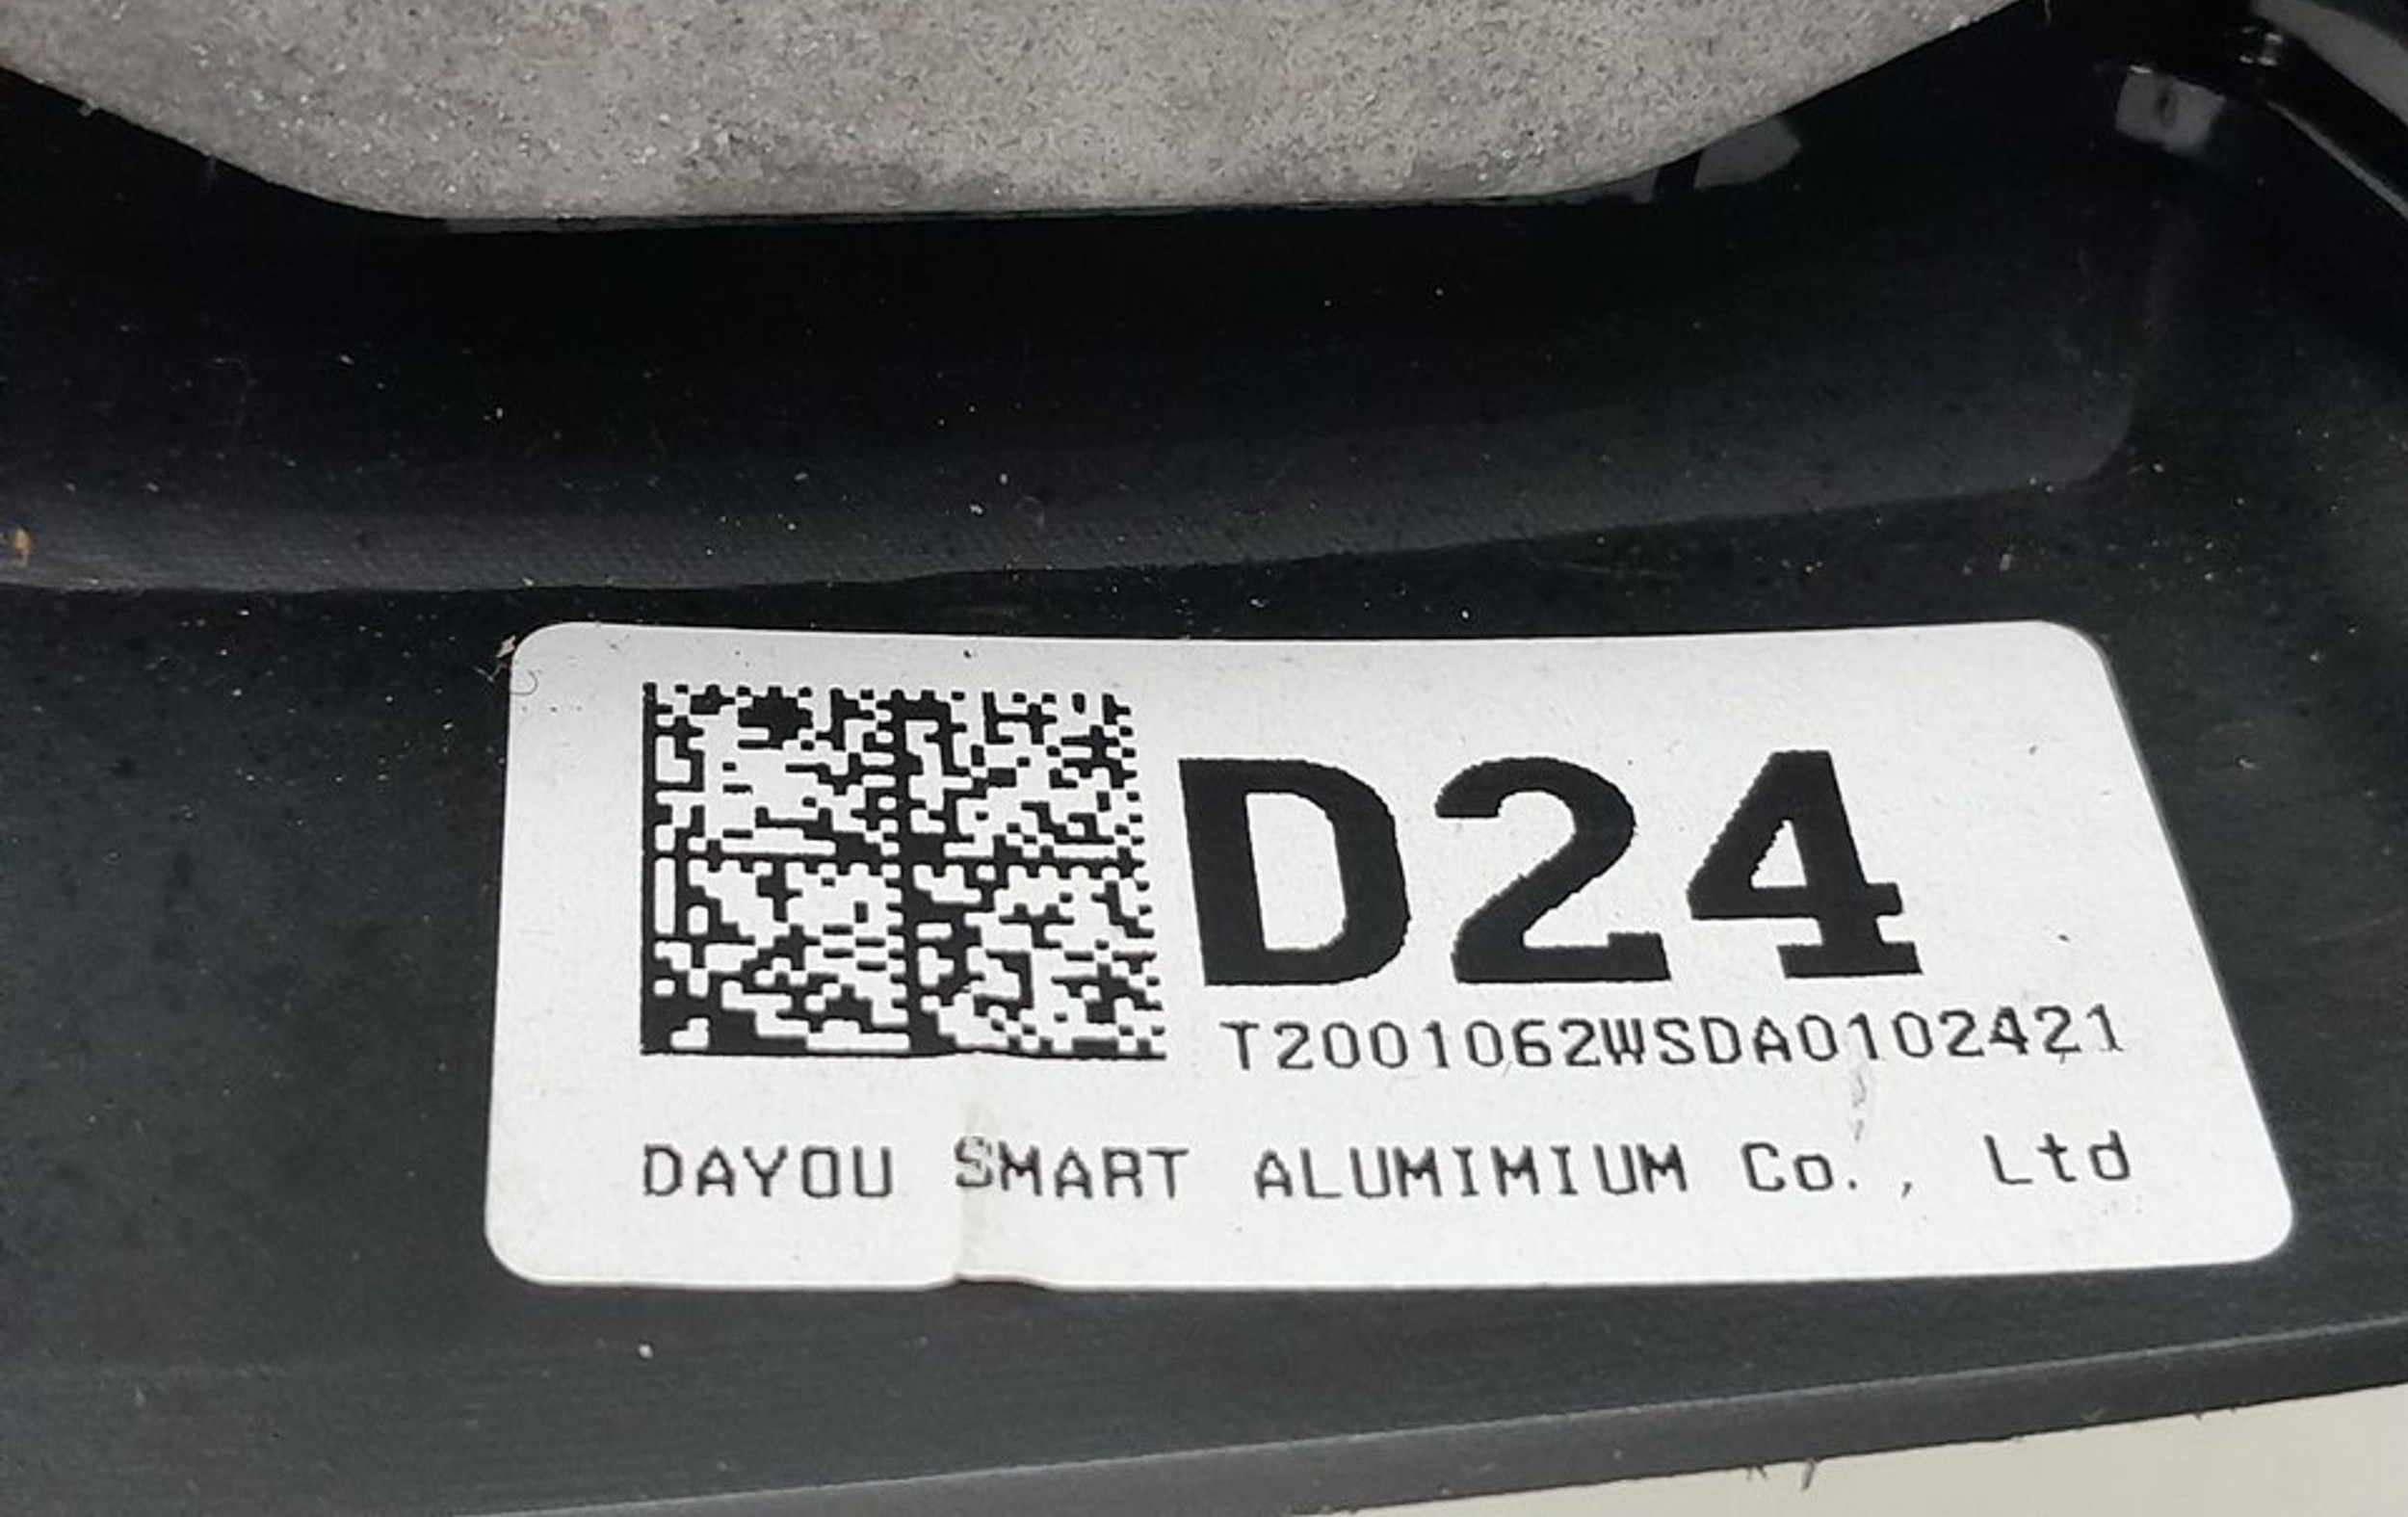 D24
T2001062WSDA0102421
DAYOU SMART ALUMIMIUM Co., Ltd